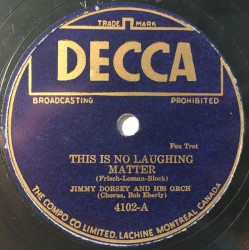 TRADE MARK
DECCA
BROADCASTING PROHIBITED
Fox Trot
THIS IS NO LAUGHING
MATTER
(Frisch-Loman-Block)
JIMMY DORSEY AND HIS ORCH
(Chorus, Bob Eberly)
4102-A
THE COMPO CO. LIMITED, LACHINE MONTREAL CANADA